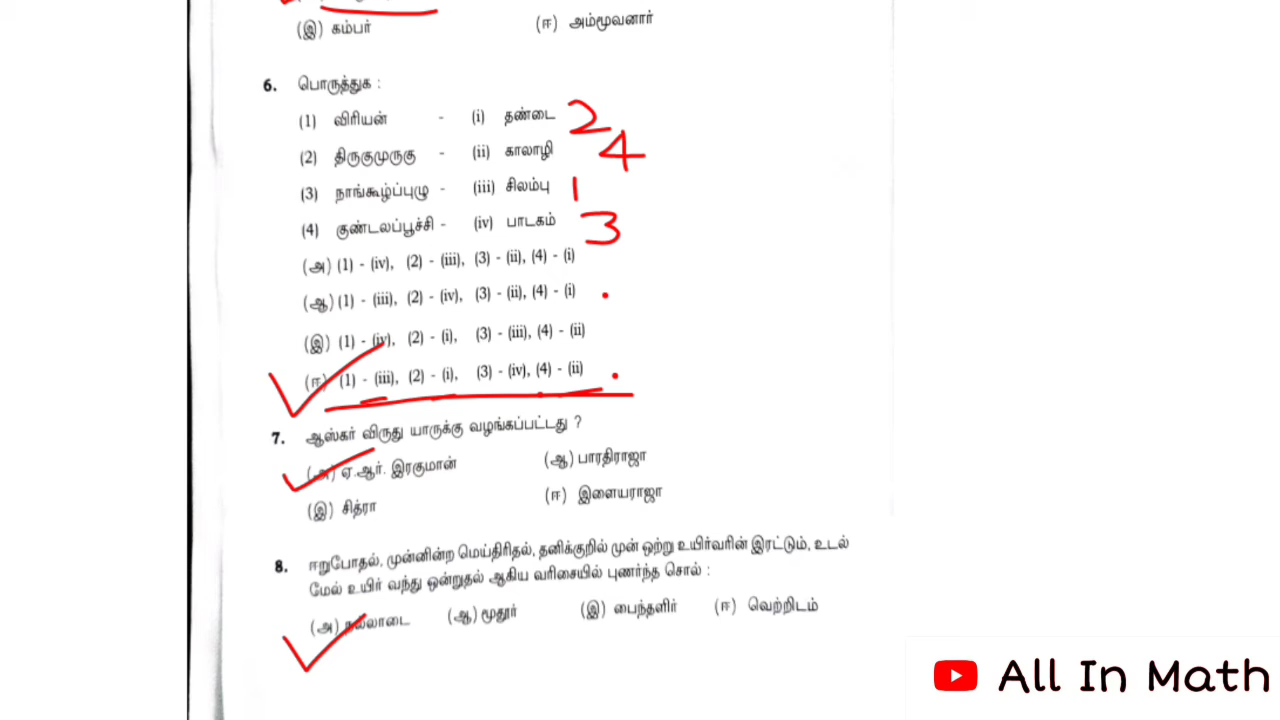 (இ) கம்பர் (ஈ) அம்மூவனார்
6. பொருத்துக :
(1) விரியன் - (i) தண்டை 2
(2) திருகுமுருகு - (ii) காலாழி 4
(3) நாங்கூழ்ப்புழு - (iii) சிலம்பு 1
(4) குண்டலப்பூச்சி - (iv) பாடகம் 3
(அ) (1) - (iv), (2) - (iii), (3) - (ii), (4) - (i)
(ஆ) (1) - (iii), (2) - (iv), (3) - (ii), (4) - (i)
(இ) (1) - (iv), (2) - (i), (3) - (iii), (4) - (ii)
(ஈ) (1) - (iii), (2) - (i), (3) - (iv), (4) - (ii)
7. ஆஸ்கர் விருது யாருக்கு வழங்கப்பட்டது ?
(அ) ஏ.ஆர். இரகுமான் (ஆ) பாரதிராஜா
(இ) சித்ரா (ஈ) இளையராஜா
8. ஈறுபோதல், முன்னின்ற மெய்திரிதல், தனிக்குறில் முன் ஒற்று உயிர்வரின் இரட்டும், உடல்
மேல் உயிர் வந்து ஒன்றுதல் ஆகிய வரிசையில் புணர்ந்த சொல் :
(அ) நல்லாடை (ஆ) மூதூர் (இ) பைந்தளிர் (ஈ) வெற்றிடம்
All In Math